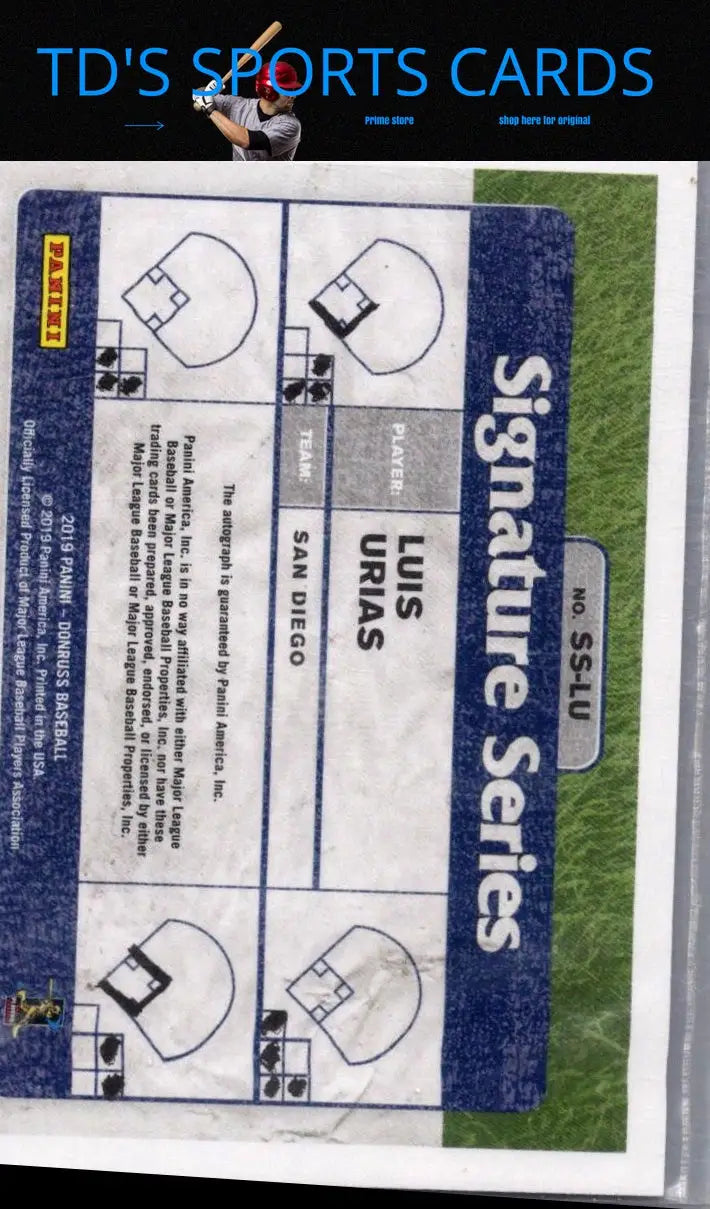 TD'S SPORTS CARDS
Prime store
shop here for original
NO. SS-LU
Signature Series
PLAYER:
LUIS
URIAS
TEAM:
SAN DIEGO
The autograph is guaranteed by Panini America, Inc.
Panini America, Inc. is in no way affiliated with either Major League
Baseball or Major League Baseball Properties, Inc. nor have these
trading cards been prepared, approved, endorsed, or licensed by either
Major League Baseball or Major League Baseball Properties, Inc.
PANINI
2019 PANINI - DONRUSS BASEBALL
© 2019 Panini America, Inc. Printed in the USA.
Officially Licensed Product of Major League Baseball Players Association